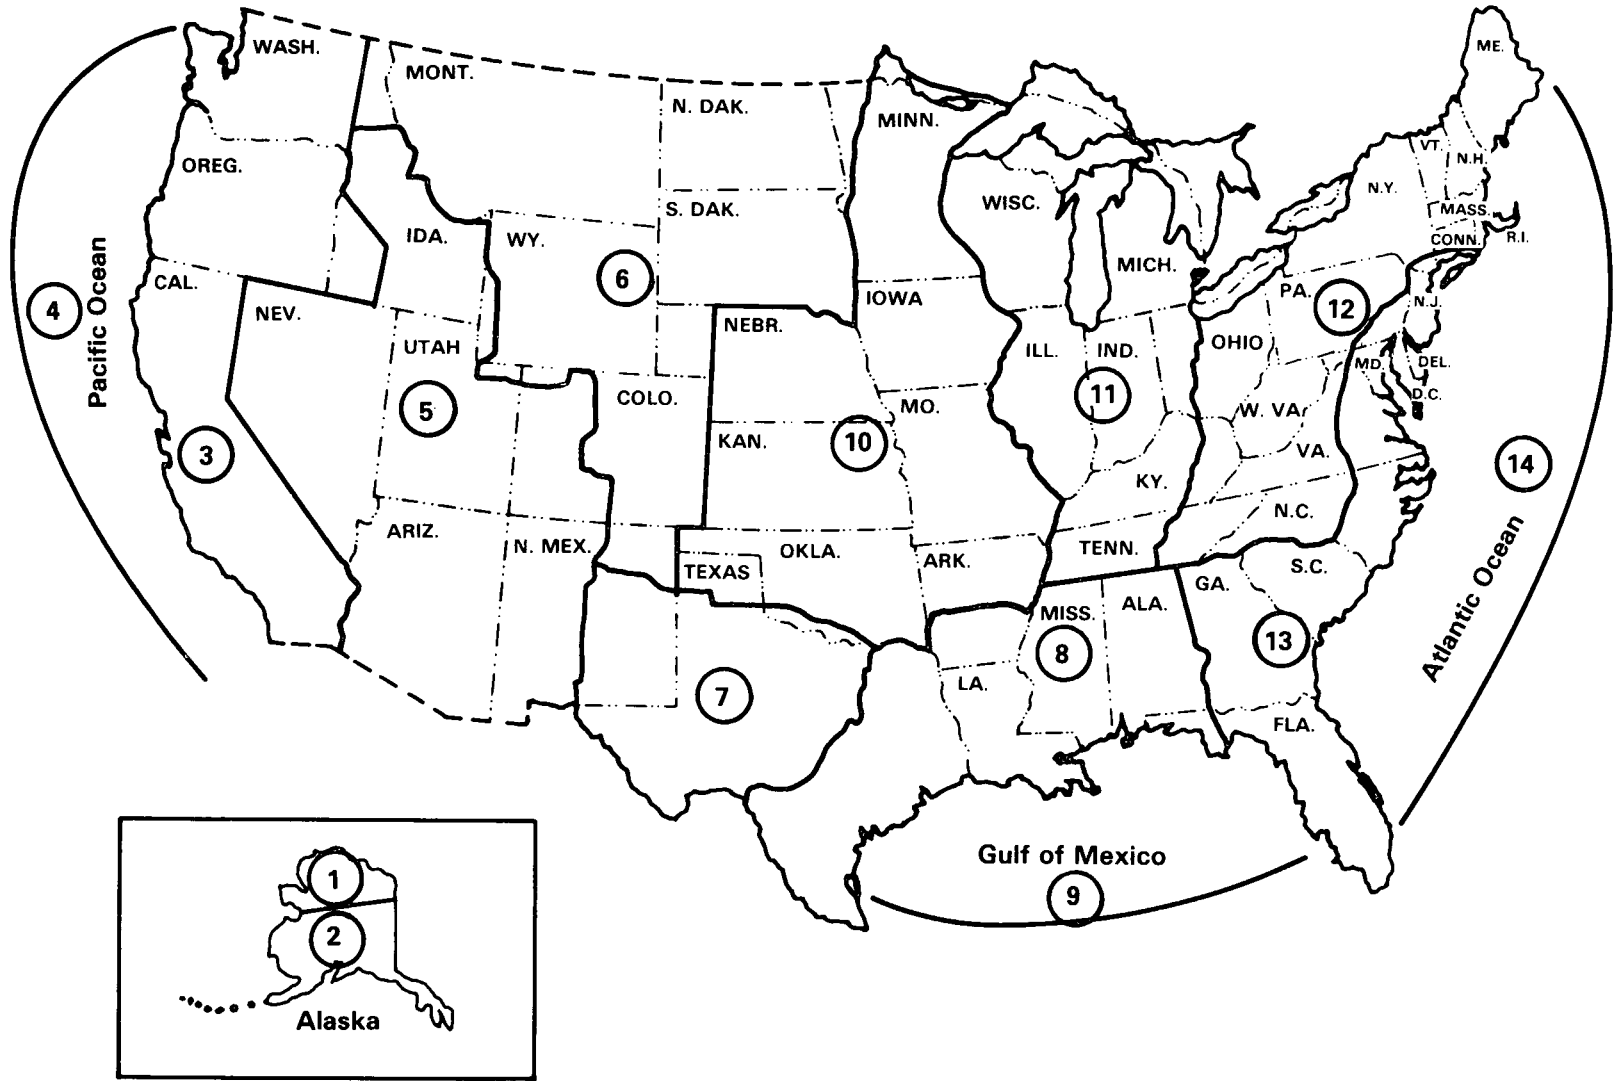 WASH.
MONT.
ME.
N. DAK.
MINN.
OREG.
VT.
N.H.
N.Y.
S. DAK.
WISC.
MASS.
IDA.
WY.
CONN.
R.I.
MICH.
6
CAL.
4
Pacific Ocean
NEV.
IOWA
PA.
12
N.J.
NEBR.
UTAH
ILL.
IND.
OHIO
MD.
DEL.
5
COLO.
11
D.C.
MO.
W. VA.
3
KAN.
10
VA.
14
KY.
ARIZ.
N. MEX.
OKLA.
TENN.
N.C.
TEXAS
ARK.
S.C.
GA.
Atlantic Ocean
MISS.
ALA.
8
13
7
LA.
FLA.
Gulf of Mexico
9
1
2
Alaska